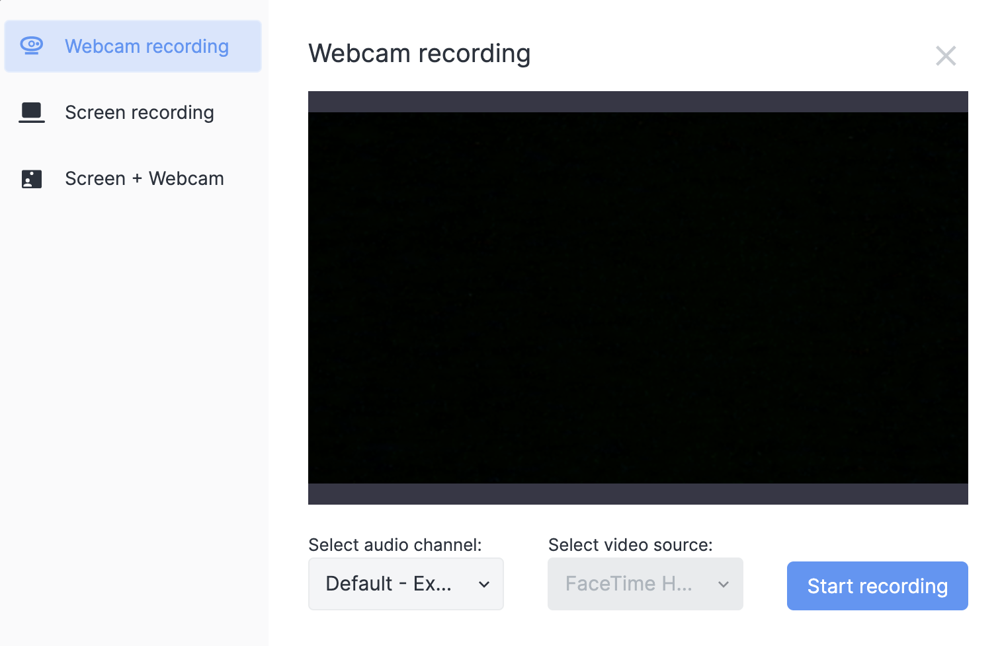 Webcam recording
Screen recording
Screen + Webcam
Webcam recording
Select audio channel:
Default - Ex...
Select video source:
FaceTime H...
Start recording